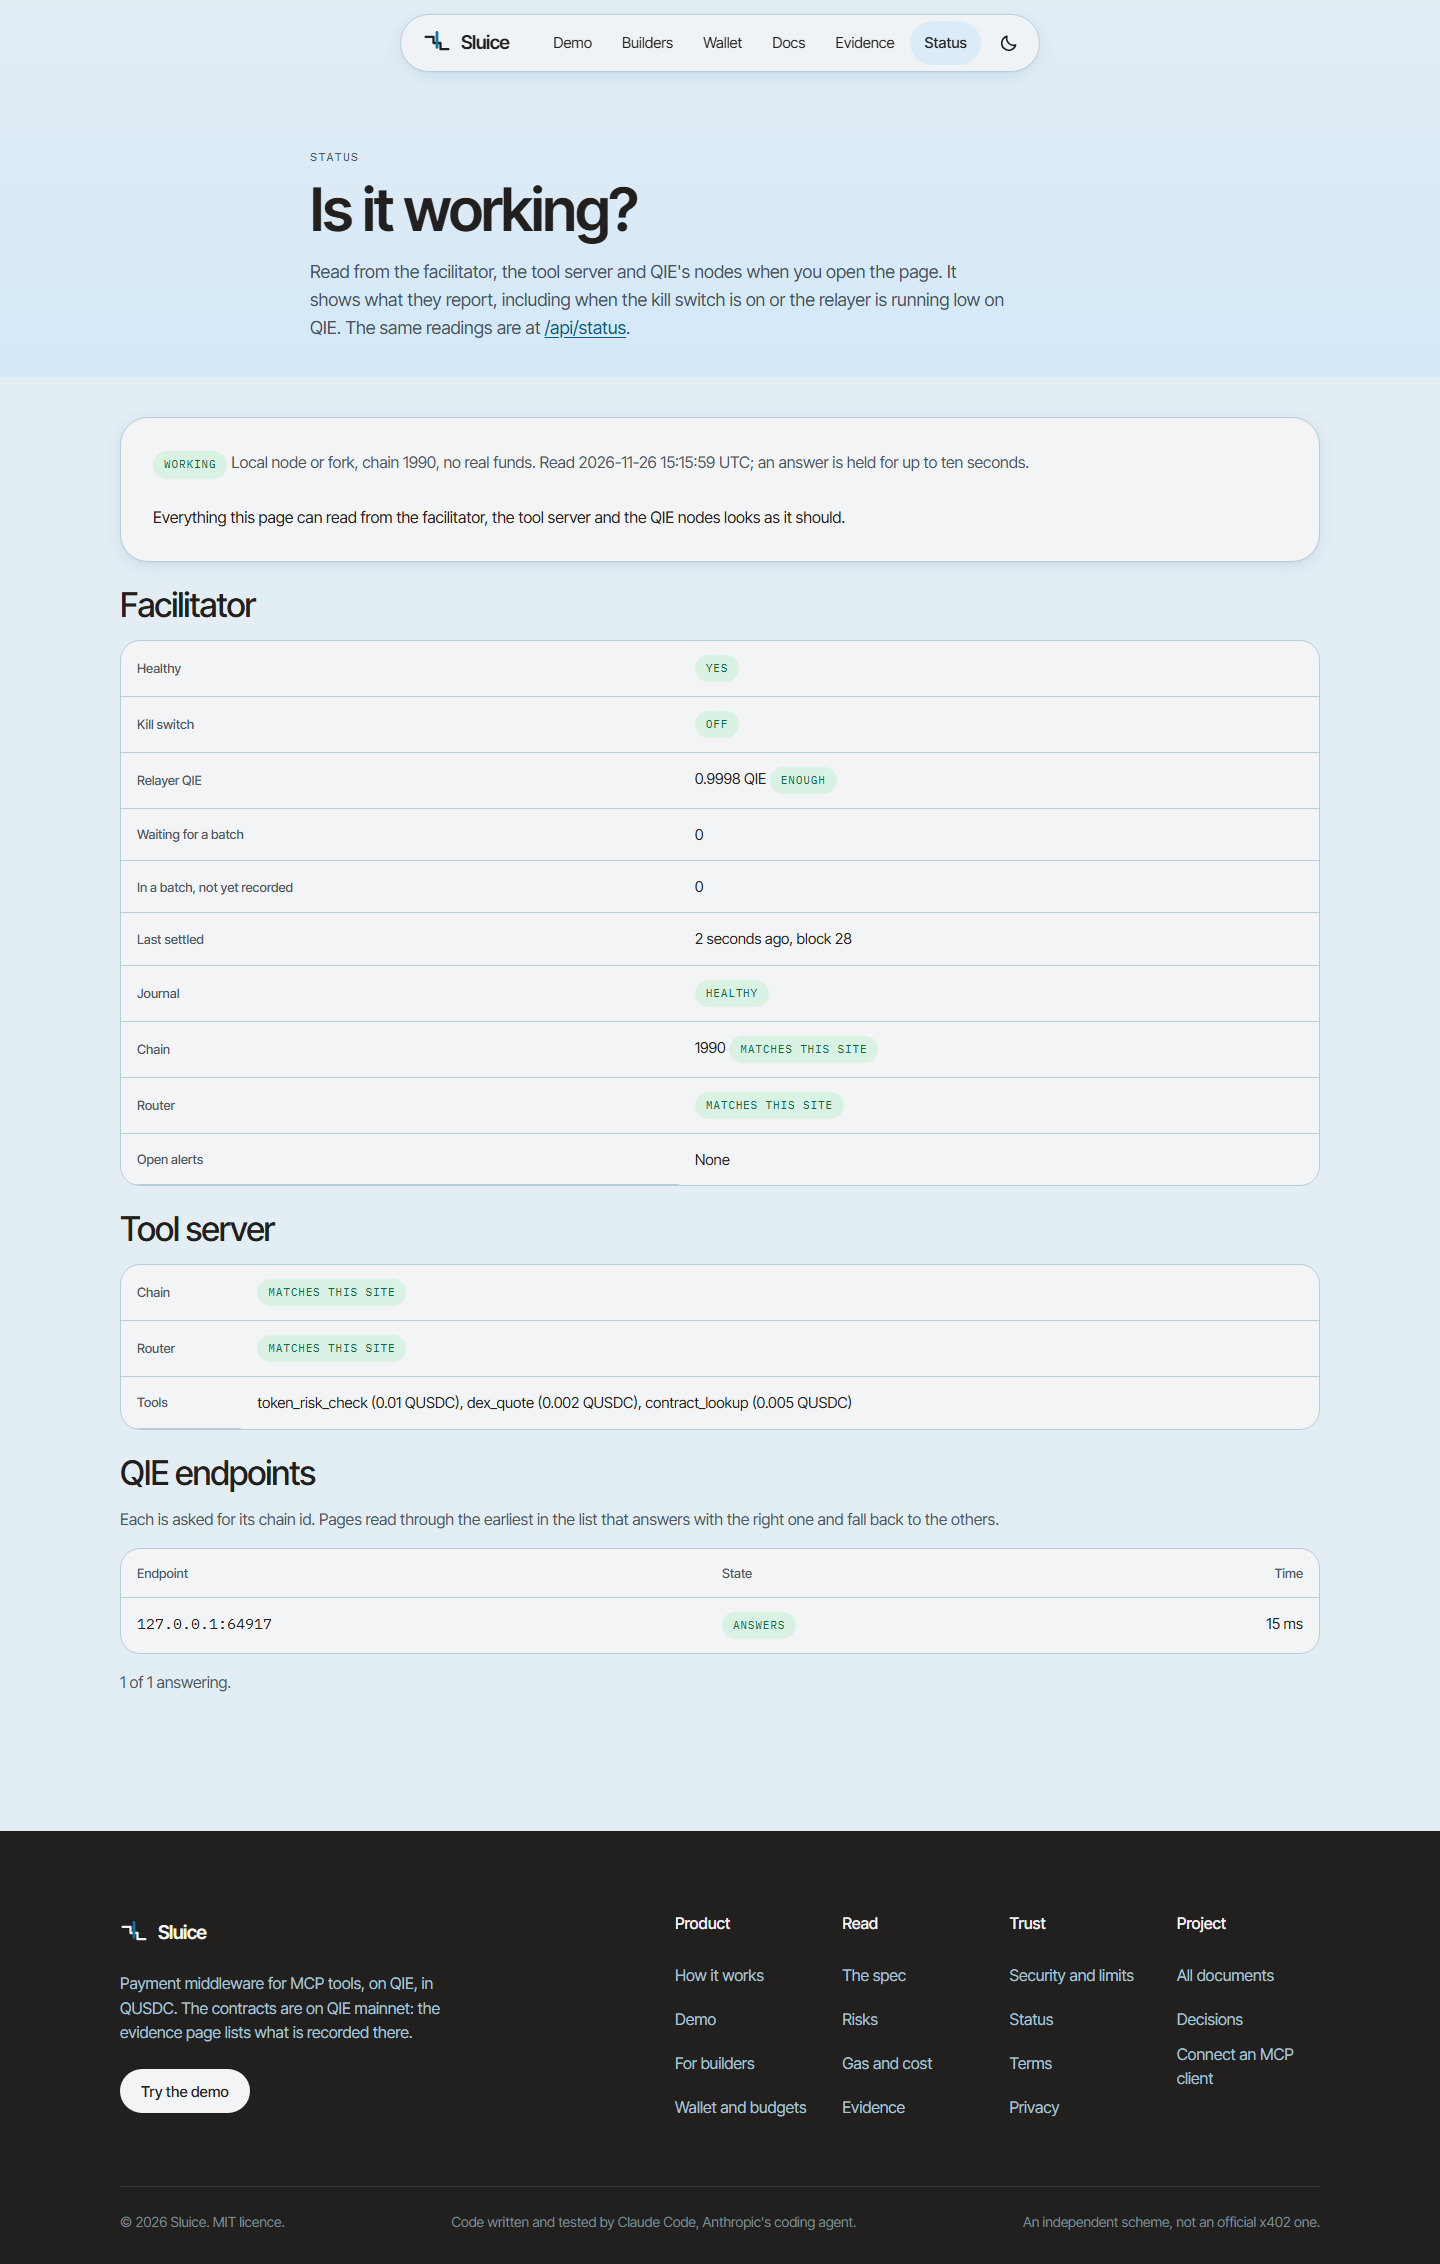 Sluice
Demo
Builders
Wallet
Docs
Evidence
Status
STATUS
Is it working?
Read from the facilitator, the tool server and QIE's nodes when you open the page. It
shows what they report, including when the kill switch is on or the relayer is running low on
QIE. The same readings are at /api/status.
WORKING Local node or fork, chain 1990, no real funds. Read 2026-11-26 15:15:59 UTC; an answer is held for up to ten seconds.
Everything this page can read from the facilitator, the tool server and the QIE nodes looks as it should.
Facilitator
Healthy YES
Kill switch OFF
Relayer QIE 0.9998 QIE ENOUGH
Waiting for a batch 0
In a batch, not yet recorded 0
Last settled 2 seconds ago, block 28
Journal HEALTHY
Chain 1990 MATCHES THIS SITE
Router MATCHES THIS SITE
Open alerts None
Tool server
Chain MATCHES THIS SITE
Router MATCHES THIS SITE
Tools token_risk_check (0.01 QUSDC), dex_quote (0.002 QUSDC), contract_lookup (0.005 QUSDC)
QIE endpoints
Each is asked for its chain id. Pages read through the earliest in the list that answers with the right one and fall back to the others.
Endpoint State Time
127.0.0.1:64917 ANSWERS 15 ms
1 of 1 answering.
Sluice
Payment middleware for MCP tools, on QIE, in
QUSDC. The contracts are on QIE mainnet: the
evidence page lists what is recorded there.
Try the demo
Product
How it works
Demo
For builders
Wallet and budgets
Read
The spec
Risks
Gas and cost
Evidence
Trust
Security and limits
Status
Terms
Privacy
Project
All documents
Decisions
Connect an MCP
client
© 2026 Sluice. MIT licence.
Code written and tested by Claude Code, Anthropic's coding agent.
An independent scheme, not an official x402 one.